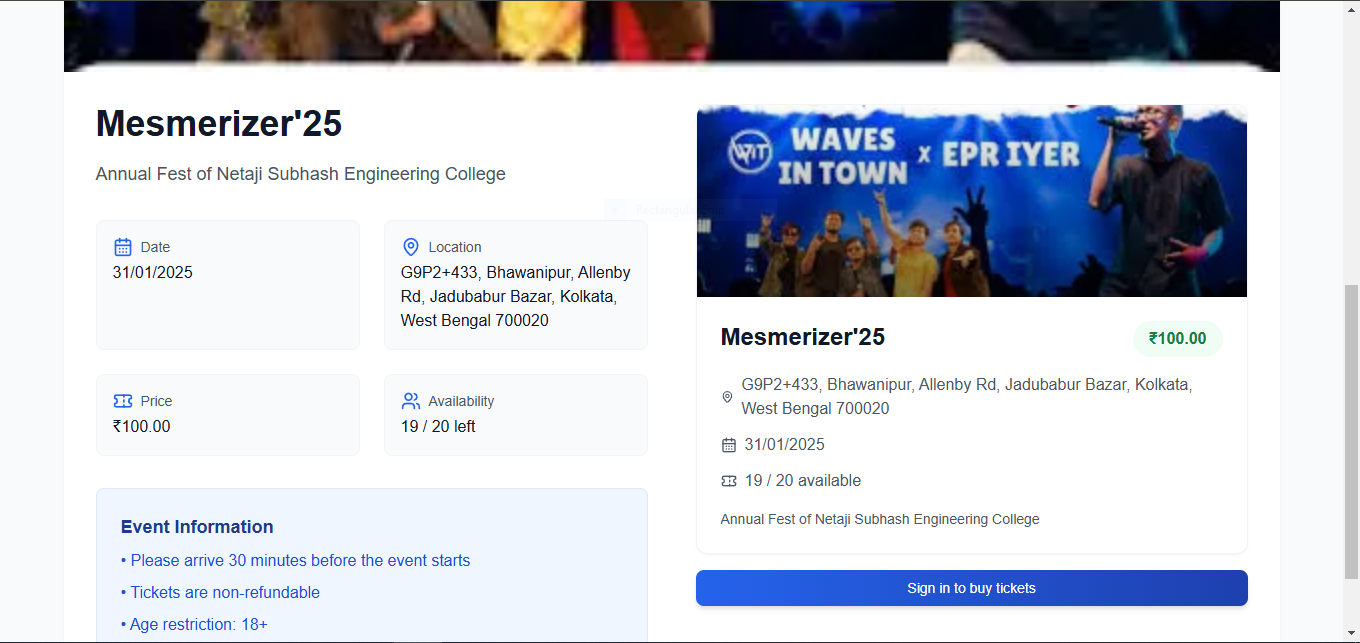 Mesmerizer'25
Annual Fest of Netaji Subhash Engineering College
Date
31/01/2025
Location
G9P2+433, Bhawanipur, Allenby
Rd, Jadubabur Bazar, Kolkata,
West Bengal 700020
Price
₹100.00
Availability
19 / 20 left
Event Information
• Please arrive 30 minutes before the event starts
• Tickets are non-refundable
• Age restriction: 18+
WIT
WAVES
IN TOWN
x EPR IYER
Mesmerizer'25
₹100.00
G9P2+433, Bhawanipur, Allenby Rd, Jadubabur Bazar, Kolkata,
West Bengal 700020
31/01/2025
19 / 20 available
Annual Fest of Netaji Subhash Engineering College
Sign in to buy tickets